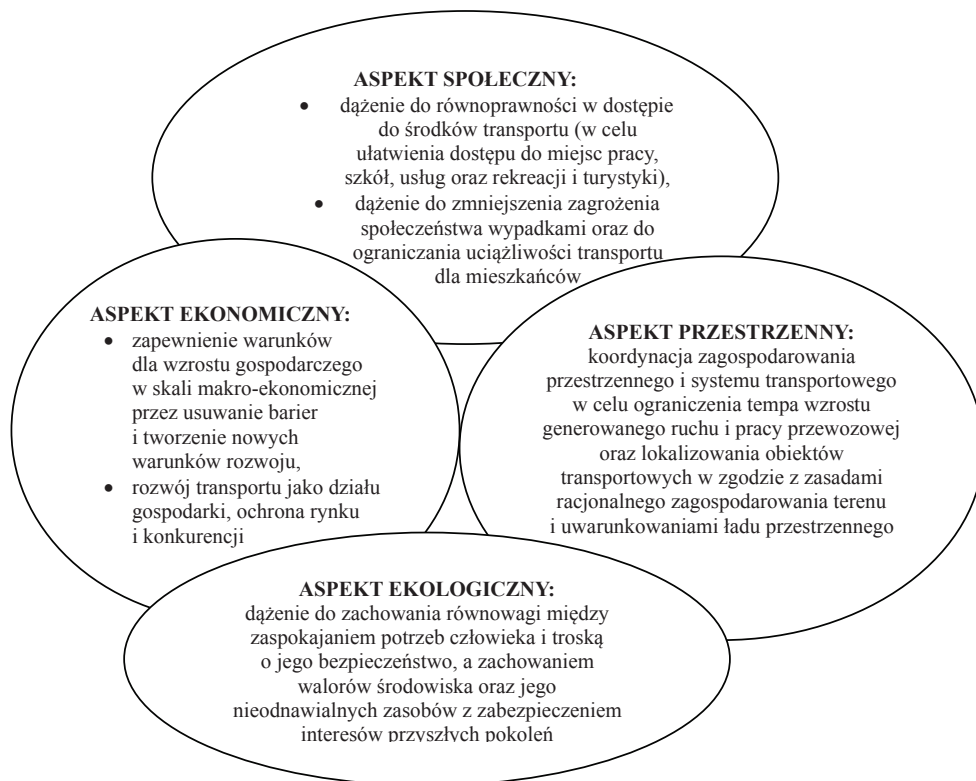 ASPEKT SPOŁECZNY:
• dążenie do równoprawności w dostępie
do środków transportu (w celu
ułatwienia dostępu do miejsc pracy,
szkół, usług oraz rekreacji i turystyki),
• dążenie do zmniejszenia zagrożenia
społeczeństwa wypadkami oraz do
ograniczania uciążliwości transportu
dla mieszkańców
ASPEKT EKONOMICZNY:
• zapewnienie warunków
dla wzrostu gospodarczego
w skali makro-ekonomicznej
przez usuwanie barier
i tworzenie nowych
warunków rozwoju,
• rozwój transportu jako działu
gospodarki, ochrona rynku
i konkurencji
ASPEKT PRZESTRZENNY:
koordynacja zagospodarowania
przestrzennego i systemu transportowego
w celu ograniczenia tempa wzrostu
generowanego ruchu i pracy przewozowej
oraz lokalizowania obiektów
transportowych w zgodzie z zasadami
racjonalnego zagospodarowania terenu
i uwarunkowaniami ładu przestrzennego
ASPEKT EKOLOGICZNY:
dążenie do zachowania równowagi między
zaspokajaniem potrzeb człowieka i troską
o jego bezpieczeństwo, a zachowaniem
walorów środowiska oraz jego
nieodnawialnych zasobów z zabezpieczeniem
interesów przyszłych pokoleń